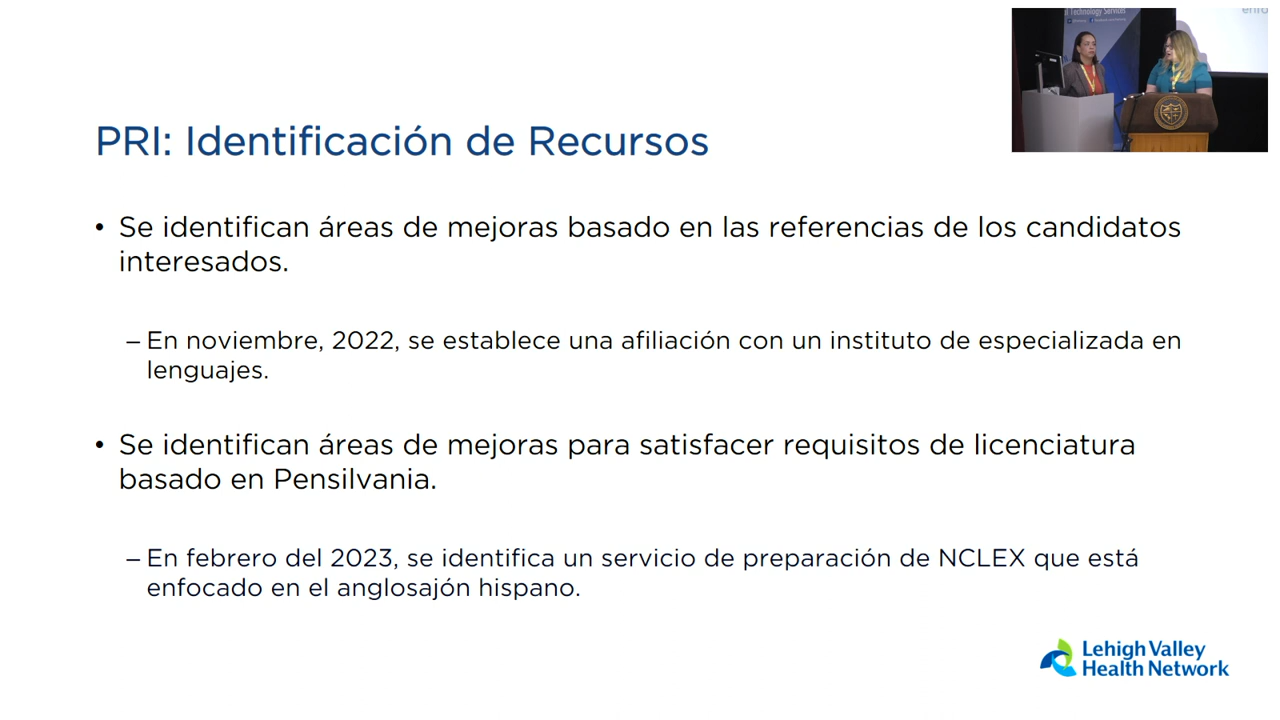 al Technology Services
PRI: Identificación de Recursos
• Se identifican áreas de mejoras basado en las referencias de los candidatos
interesados.
– En noviembre, 2022, se establece una afiliación con un instituto de especializada en
lenguajes.
• Se identifican áreas de mejoras para satisfacer requisitos de licenciatura
basado en Pensilvania.
– En febrero del 2023, se identifica un servicio de preparación de NCLEX que está
enfocado en el anglosajón hispano.
Lehigh Valley
Health Network